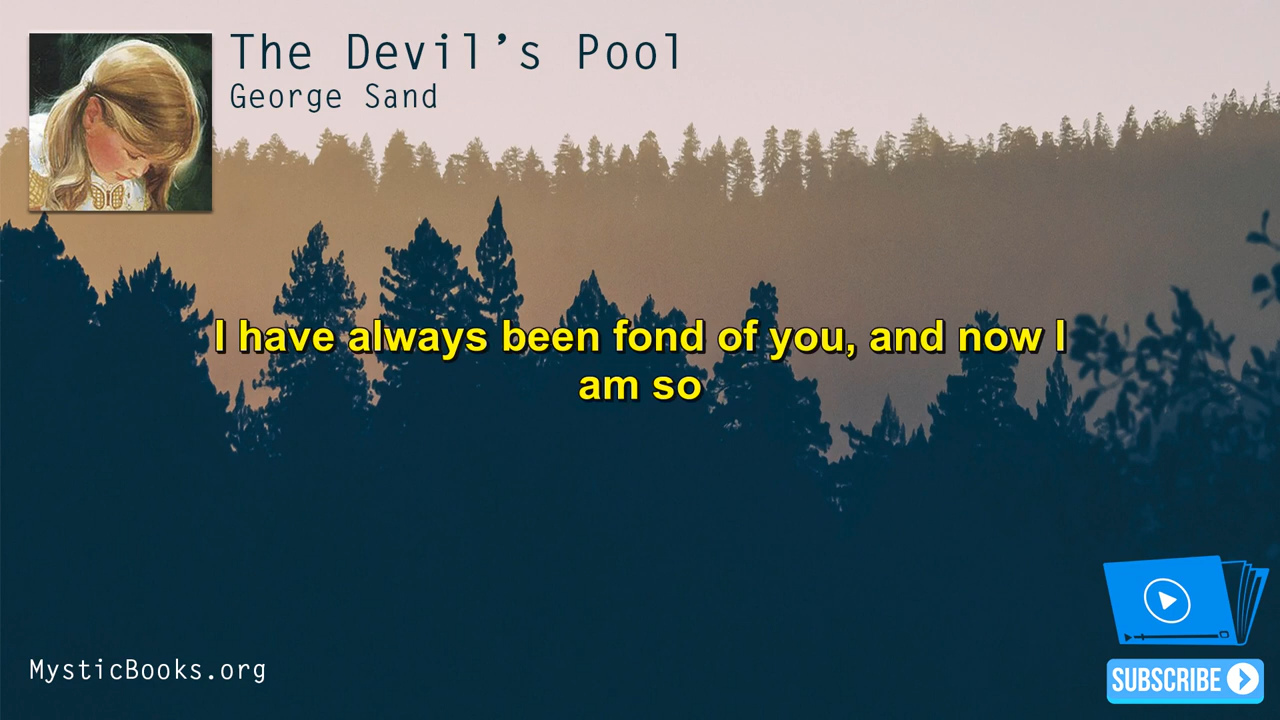 The Devil's Pool
George Sand
I have always been fond of you, and now I
am so
MysticBooks.org
SUBSCRIBE